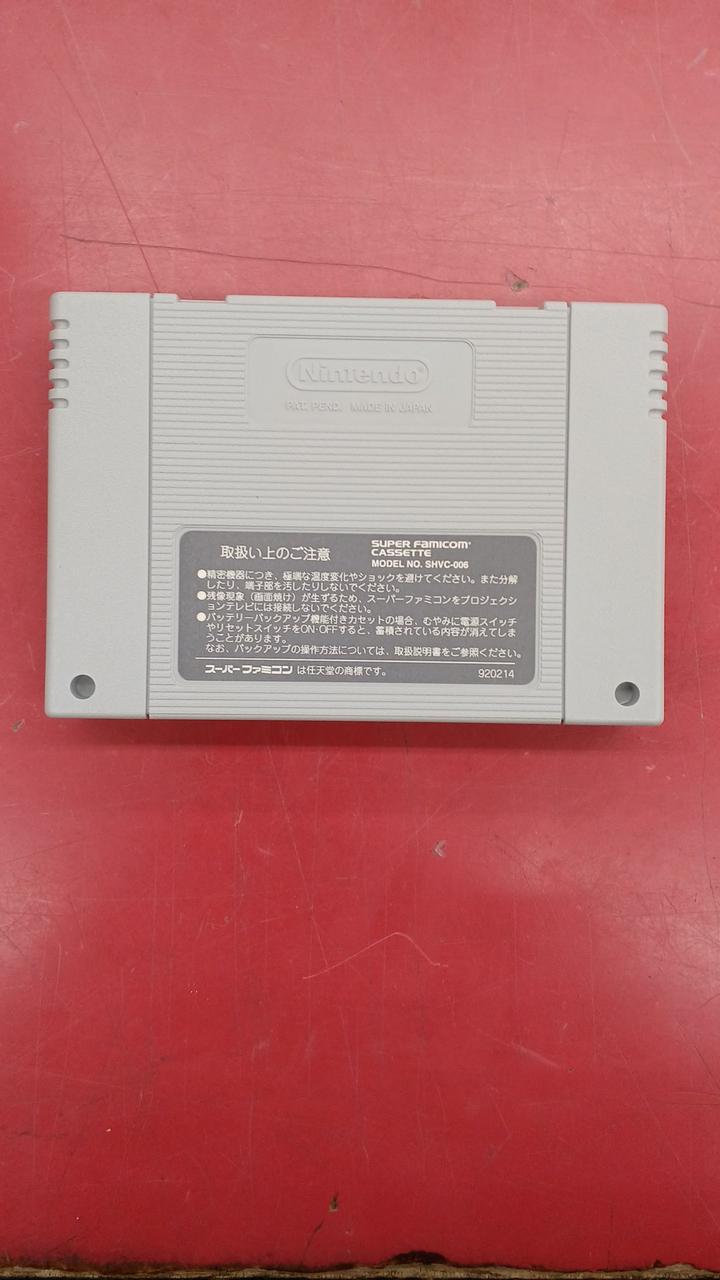 Nintendo®
PAT. PEND. MADE IN JAPAN
取扱い上のご注意
SUPER FAMICOM®
CASSETTE
MODEL NO. SHVC-006
●精密機器につき、極端な温度変化やショックを避けてください。また分解
したり、端子部を汚したりしないでください。
●残像現象（画面焼け）が生ずるため、スーパーファミコンをプロジェクシ
ョンテレビには接続しないでください。
●バッテリーバックアップ機能付きカセットの場合、むやみに電源スイッチ
やリセットスイッチをON・OFFすると、蓄積されている内容が消えてしま
うことがあります。
なお、バックアップの操作方法については、取扱説明書をご参照ください。
スーパーファミコン は任天堂の商標です。
920214